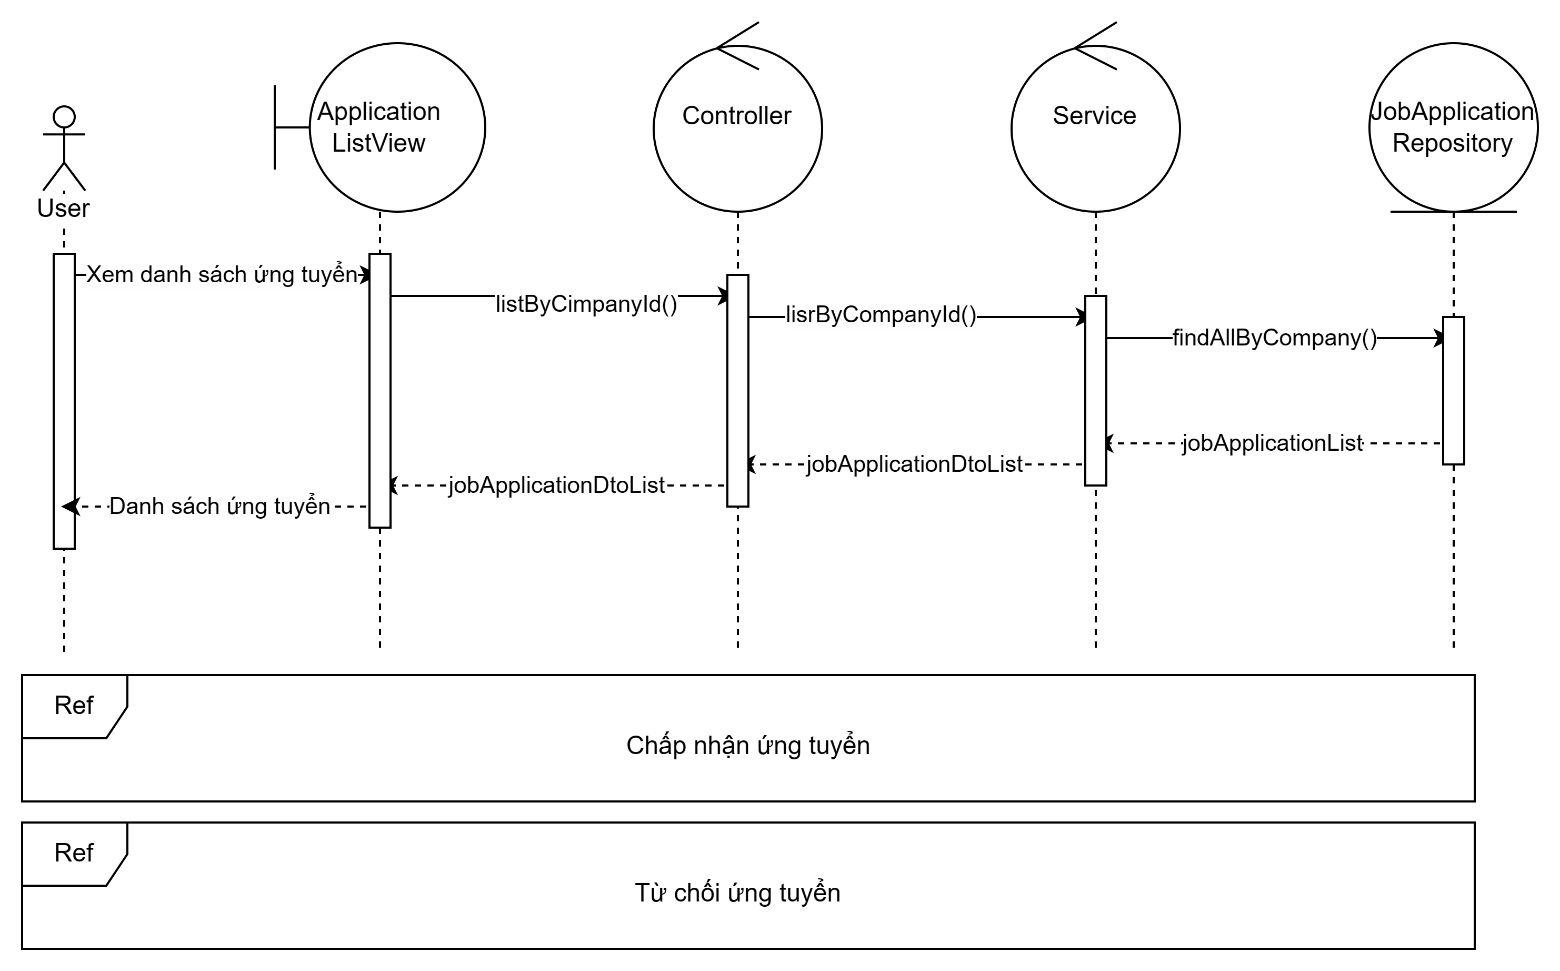 Application
ListView
Controller
Service
JobApplication
Repository
User
Xem danh sách ứng tuyển
listByCimpanyId()
lisrByCompanyId()
findAllByCompany()
jobApplicationList
jobApplicationDtoList
jobApplicationDtoList
Danh sách ứng tuyển
Ref
Chấp nhận ứng tuyển
Ref
Từ chối ứng tuyển